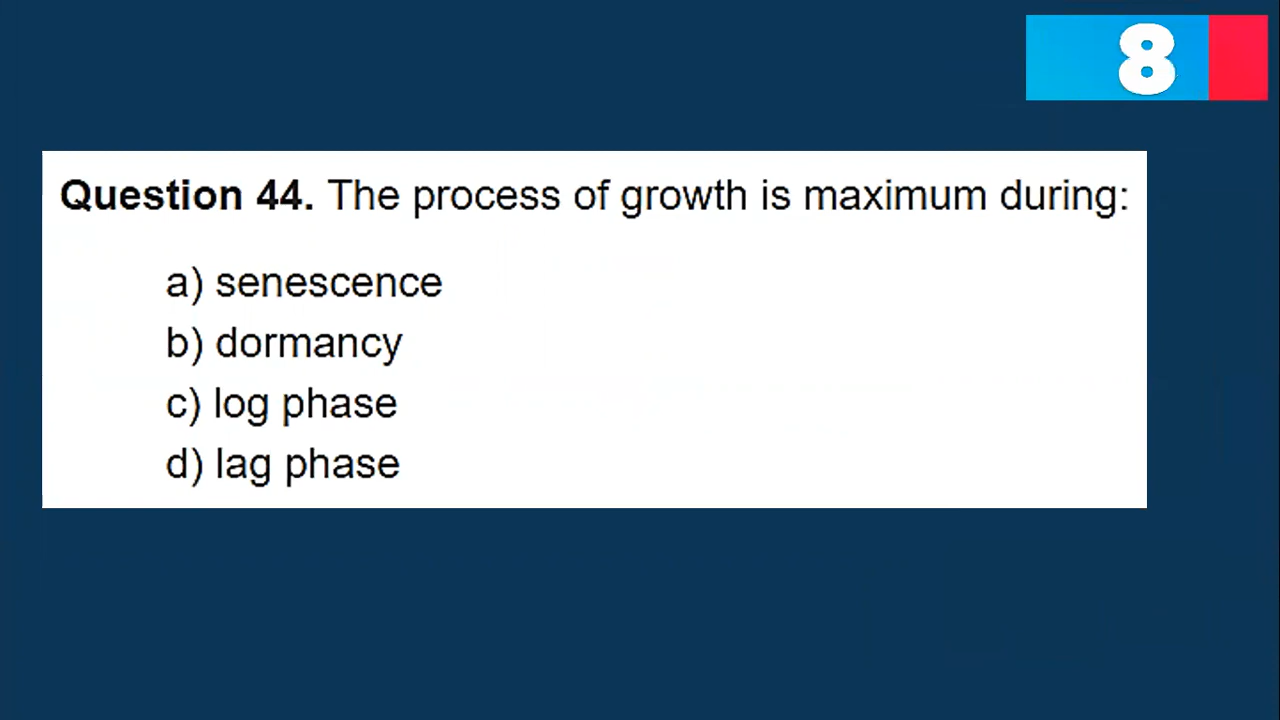 8
Question 44. The process of growth is maximum during:
a) senescence
b) dormancy
c) log phase
d) lag phase